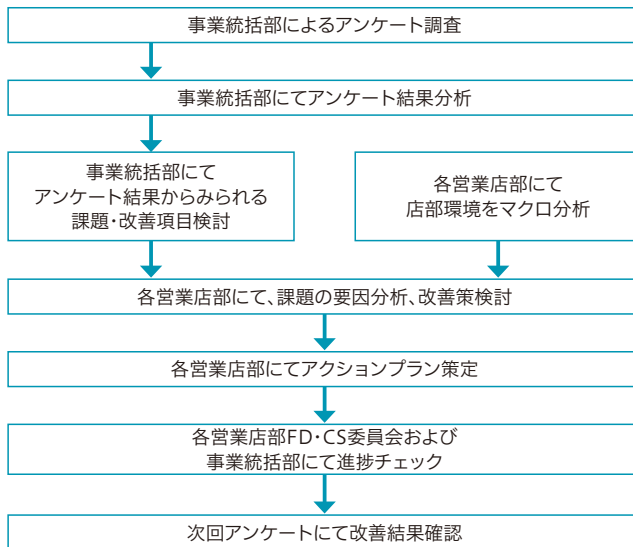 事業統括部によるアンケート調査
事業統括部にてアンケート結果分析
事業統括部にて
アンケート結果からみられる
課題・改善項目検討
各営業店部にて
店部環境をマクロ分析
各営業店部にて、課題の要因分析、改善策検討
各営業店部にてアクションプラン策定
各営業店部FD・CS委員会および
事業統括部にて進捗チェック
次回アンケートにて改善結果確認